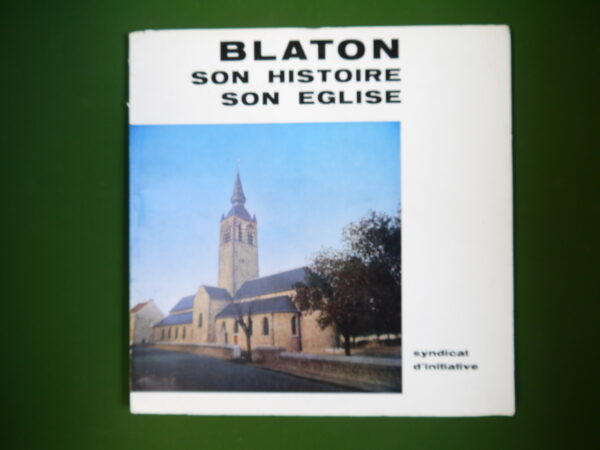 BLATON
SON HISTOIRE
SON EGLISE
syndicat
d'initiative